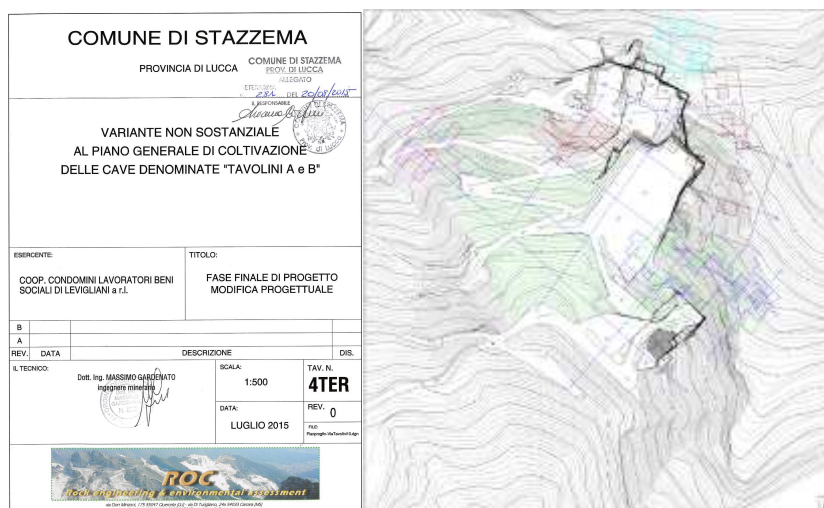 COMUNE DI STAZZEMA
PROVINCIA DI LUCCA
COMUNE DI STAZZEMA
PROV. DI LUCCA
ALLEGATO
DEL 20/08/2015
IL RESPONSABILE
VARIANTE NON SOSTANZIALE
AL PIANO GENERALE DI COLTIVAZIONE
DELLE CAVE DENOMINATE "TAVOLINI A e B"
ESERCENTE:
COOP. CONDOMINI LAVORATORI BENI
SOCIALI DI LEVIGLIANI a r.l.
TITOLO:
FASE FINALE DI PROGETTO
MODIFICA PROGETTUALE
B
A
REV. DATA DESCRIZIONE DIS.
IL TECNICO:
Dott. Ing. MASSIMO GARDENATO
ingegnere minerario
SCALA:
1:500
TAV. N.
4TER
DATA:
LUGLIO 2015
REV. 0
FILE:
ROC
Rock engineering & environmental assessment